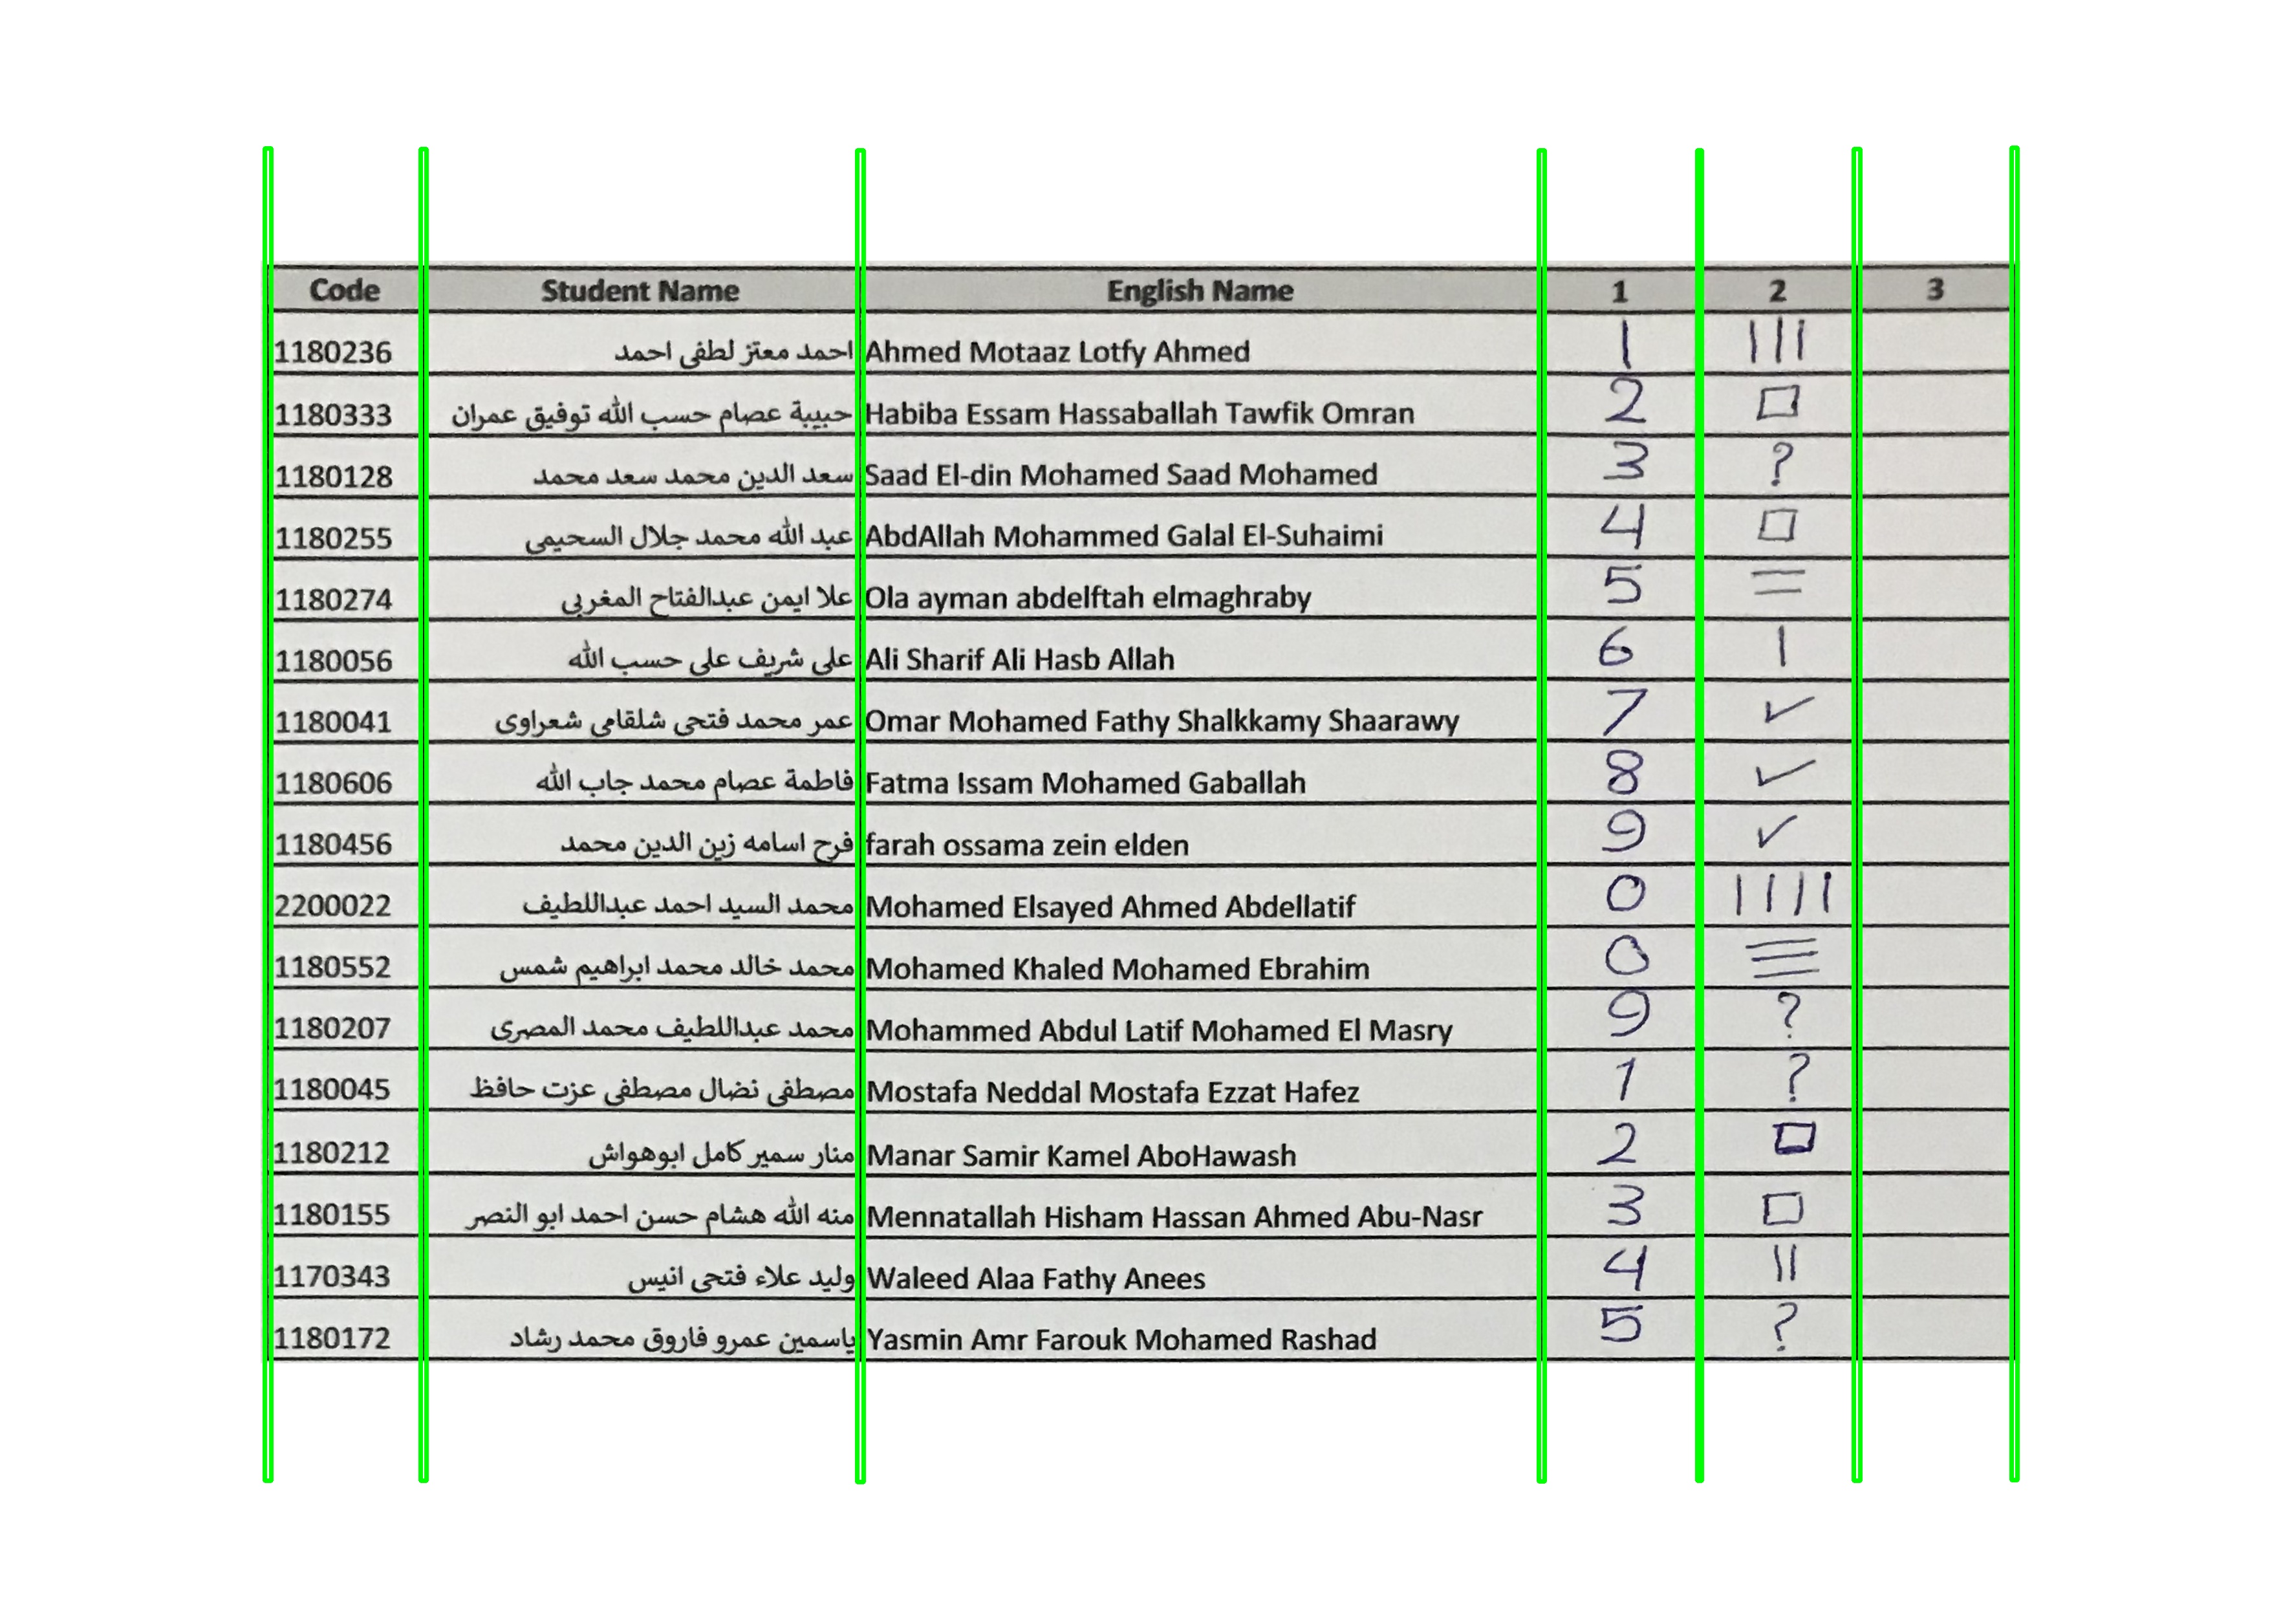 Code Student Name English Name 1 2 3
1180236 احمد معتز لطفى احمد Ahmed Motaaz Lotfy Ahmed 1 |||
1180333 حبيبة عصام حسب الله توفيق عمران Habiba Essam Hassaballah Tawfik Omran 2 □
1180128 سعد الدين محمد سعد محمد Saad El-din Mohamed Saad Mohamed 3 ?
1180255 عبد الله محمد جلال السحيمى AbdAllah Mohammed Galal El-Suhaimi 4 □
1180274 علا ايمن عبدالفتاح المغربى Ola ayman abdelftah elmaghraby 5 =
1180056 على شريف على حسب الله Ali Sharif Ali Hasb Allah 6 |
1180041 عمر محمد فتحى شلقامى شعراوى Omar Mohamed Fathy Shalkkamy Shaarawy 7 ✓
1180606 فاطمة عصام محمد جاب الله Fatma Issam Mohamed Gaballah 8 ✓
1180456 فرح اسامه زين الدين محمد farah ossama zein elden 9 ✓
2200022 محمد السيد احمد عبداللطيف Mohamed Elsayed Ahmed Abdellatif 0 ||||
1180552 محمد خالد محمد ابراهيم شمس Mohamed Khaled Mohamed Ebrahim 0 ≡
1180207 محمد عبداللطيف محمد المصرى Mohammed Abdul Latif Mohamed El Masry 9 ?
1180045 مصطفى نضال مصطفى عزت حافظ Mostafa Neddal Mostafa Ezzat Hafez 1 ?
1180212 منار سمير كامل ابوهواش Manar Samir Kamel AboHawash 2 □
1180155 منه الله هشام حسن احمد ابو النصر Mennatallah Hisham Hassan Ahmed Abu-Nasr 3 □
1170343 وليد علاء فتحى انيس Waleed Alaa Fathy Anees 4 ||
1180172 ياسمين عمرو فاروق محمد رشاد Yasmin Amr Farouk Mohamed Rashad 5 ?